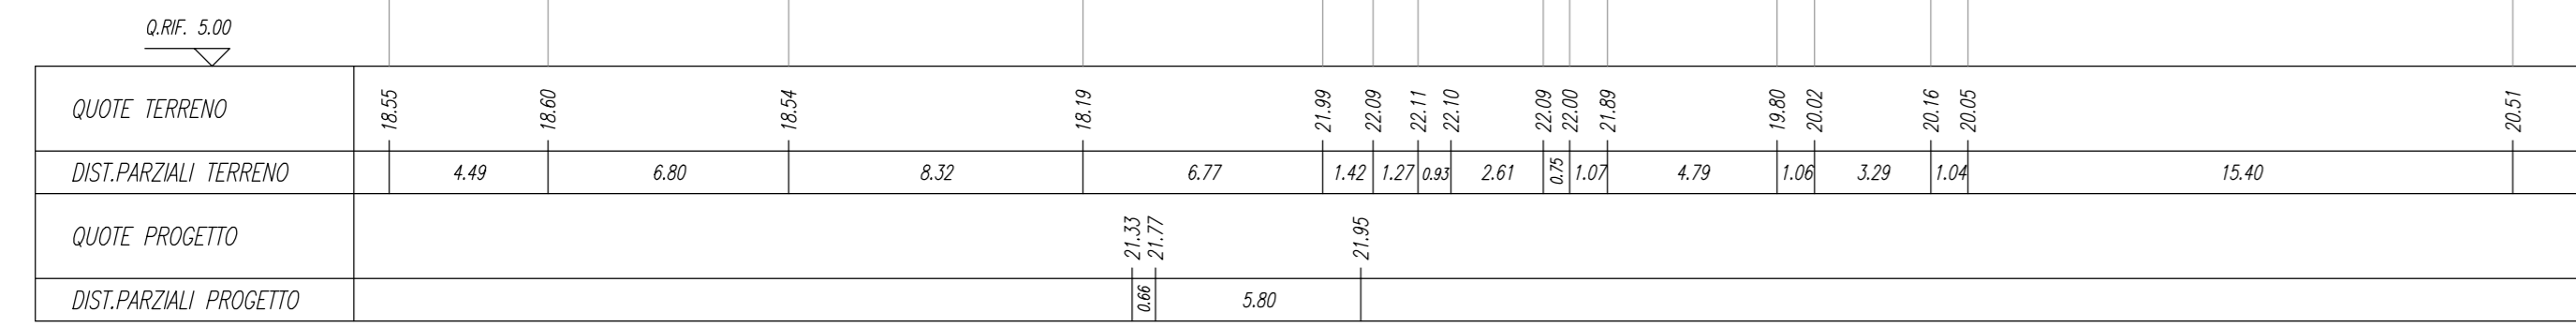 Q.RIF. 5.00
QUOTE TERRENO 18.55 18.60 18.54 18.19 21.99 22.09 22.11 22.10 22.09 22.00 21.89 19.80 20.02 20.16 20.05 20.51
DIST.PARZIALI TERRENO 4.49 6.80 8.32 6.77 1.42 1.27 0.93 2.61 0.75 1.07 4.79 1.06 3.29 1.04 15.40
QUOTE PROGETTO 21.33 21.77 21.95
DIST.PARZIALI PROGETTO 0.66 5.80